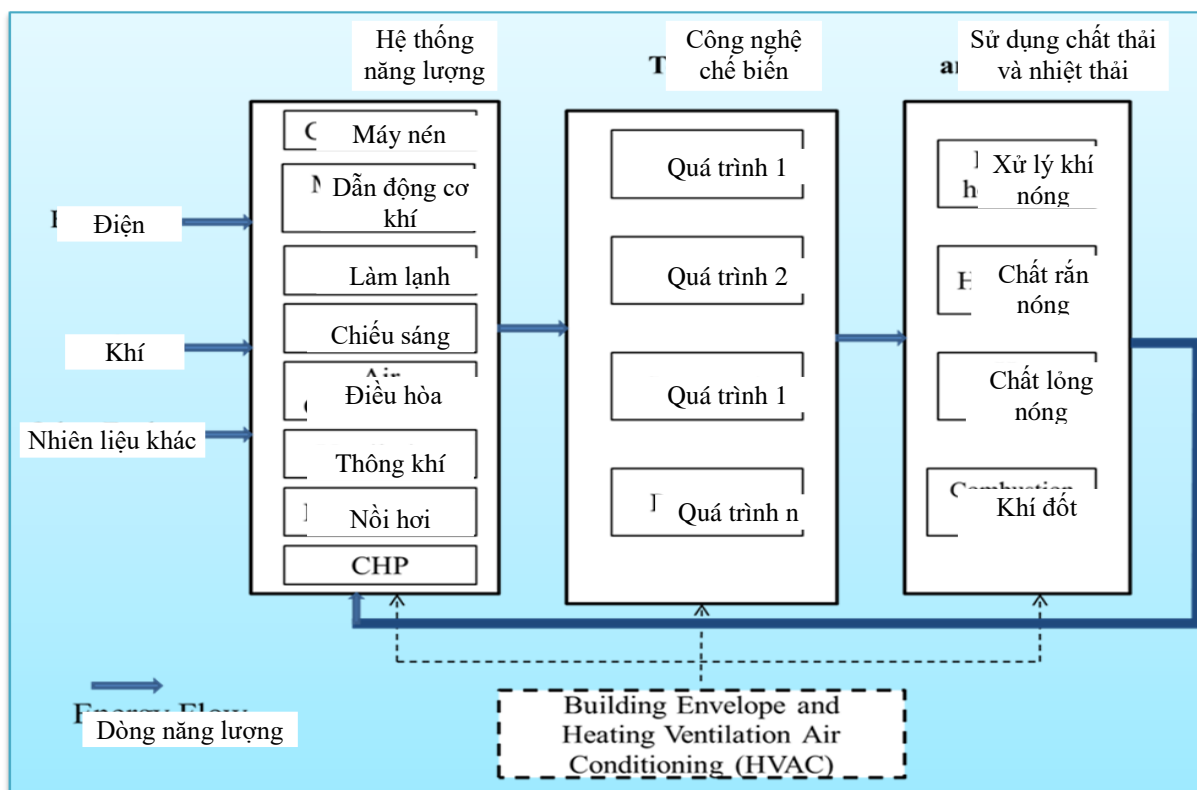 Hệ thống
năng lượng
Công nghệ
chế biến
Sử dụng chất thải
và nhiệt thải
Máy nén
Dẫn động cơ
khí
Làm lạnh
Chiếu sáng
Điều hòa
Thông khí
Nồi hơi
CHP
Điện
Khí
Nhiên liệu khác
Quá trình 1
Quá trình 2
Quá trình 1
Quá trình n
Xử lý khí
nóng
Chất rắn
nóng
Chất lỏng
nóng
Khí đốt
Dòng năng lượng
Building Envelope and
Heating Ventilation Air
Conditioning (HVAC)